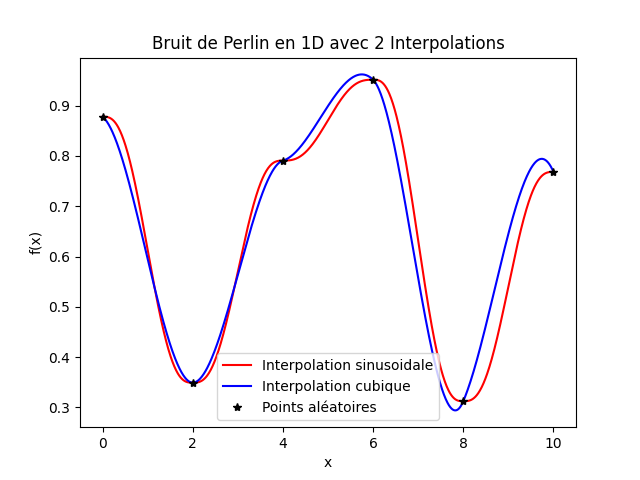 Bruit de Perlin en 1D avec 2 Interpolations
0.9
0.8
0.7
0.6
0.5
0.4
0.3
f(x)
Interpolation sinusoidale
Interpolation cubique
Points aléatoires
0 2 4 6 8 10
x